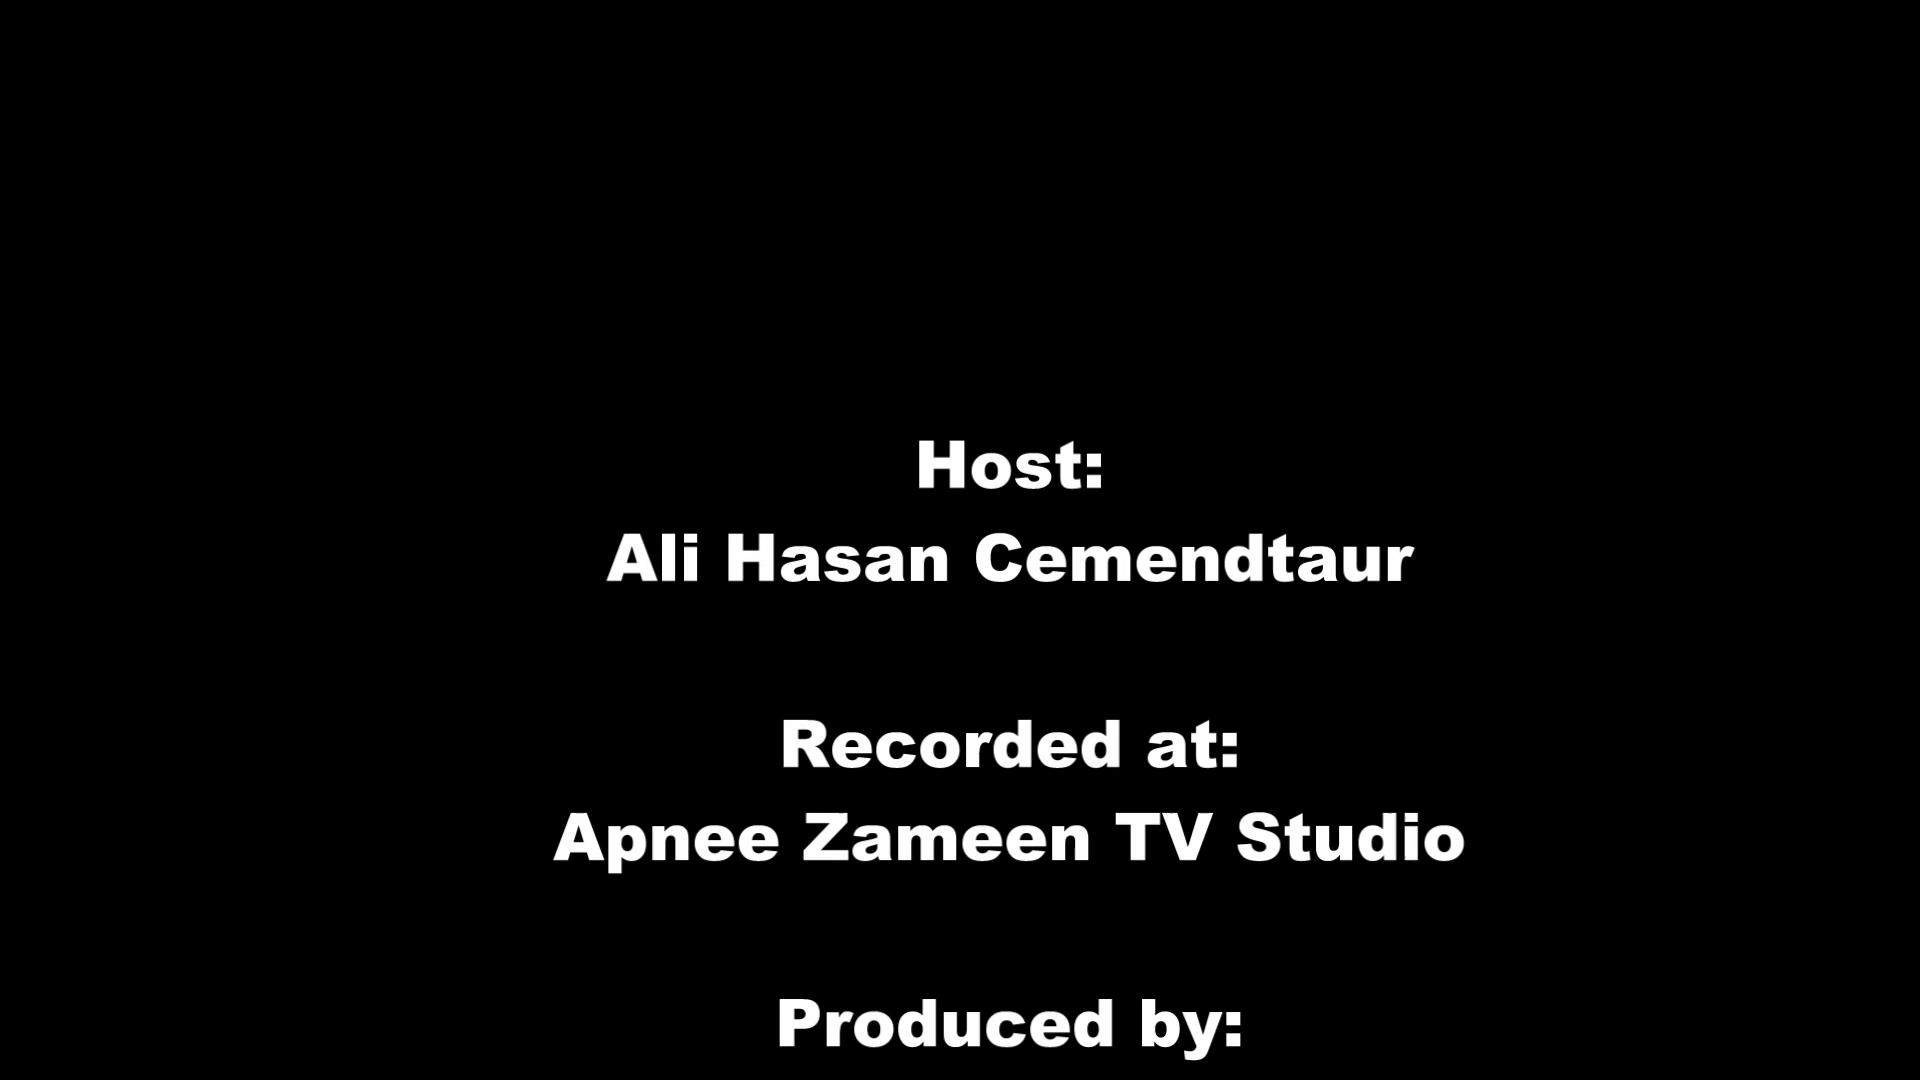 Host:
Ali Hasan Cemendtaur
Recorded at:
Apnee Zameen TV Studio
Produced by: